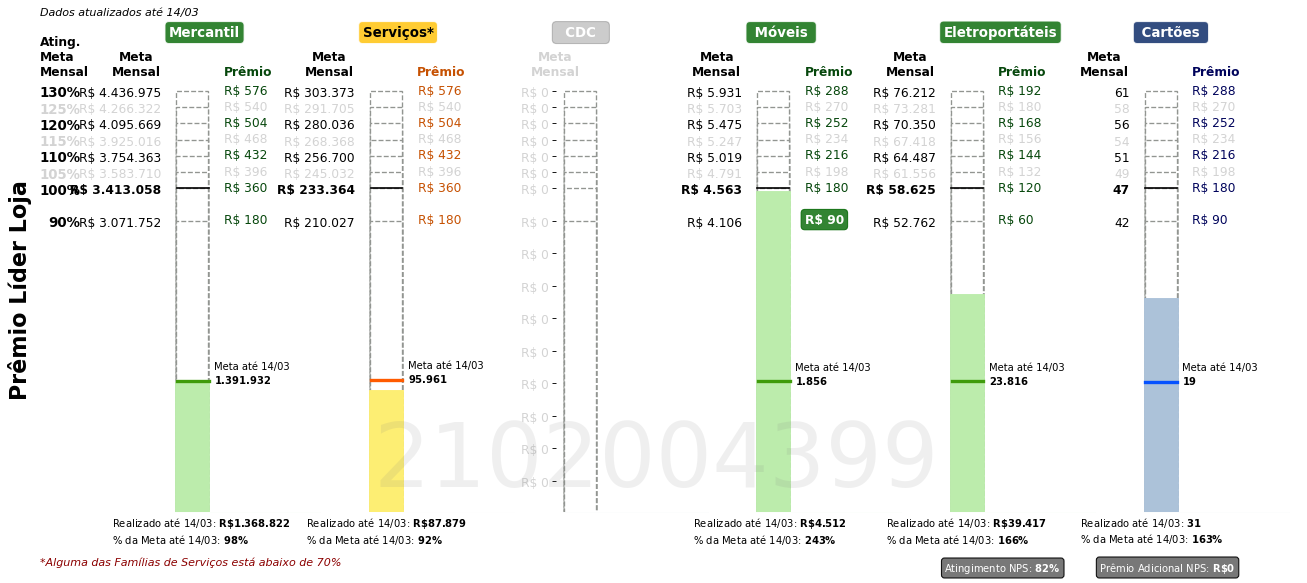 Dados atualizados até 14/03
Mercantil Serviços* CDC Móveis Eletroportáteis Cartões
Ating. Meta Mensal Meta Mensal Prêmio Meta Mensal Prêmio Meta Mensal Meta Mensal Prêmio Meta Mensal Prêmio Meta Mensal Prêmio
130% R$ 4.436.975 R$ 576 R$ 303.373 R$ 576 R$ 0 R$ 5.931 R$ 288 R$ 76.212 R$ 192 61 R$ 288
125% R$ 4.266.322 R$ 540 R$ 291.705 R$ 540 R$ 0 R$ 5.703 R$ 270 R$ 73.281 R$ 180 58 R$ 270
120% R$ 4.095.669 R$ 504 R$ 280.036 R$ 504 R$ 0 R$ 5.475 R$ 252 R$ 70.350 R$ 168 56 R$ 252
115% R$ 3.925.016 R$ 468 R$ 268.368 R$ 468 R$ 0 R$ 5.247 R$ 234 R$ 67.418 R$ 156 54 R$ 234
110% R$ 3.754.363 R$ 432 R$ 256.700 R$ 432 R$ 0 R$ 5.019 R$ 216 R$ 64.487 R$ 144 51 R$ 216
105% R$ 3.583.710 R$ 396 R$ 245.032 R$ 396 R$ 0 R$ 4.791 R$ 198 R$ 61.556 R$ 132 49 R$ 198
100% R$ 3.413.058 R$ 360 R$ 233.364 R$ 360 R$ 0 R$ 4.563 R$ 180 R$ 58.625 R$ 120 47 R$ 180
90% R$ 3.071.752 R$ 180 R$ 210.027 R$ 180 R$ 0 R$ 4.106 R$ 90 R$ 52.762 R$ 60 42 R$ 90
R$ 0
R$ 0
R$ 0
R$ 0
R$ 0
R$ 0
R$ 0
R$ 0
Prêmio Líder Loja
Meta até 14/03 Meta até 14/03 Meta até 14/03 Meta até 14/03 Meta até 14/03
1.391.932 95.961 1.856 23.816 19
2102004399
Realizado até 14/03: R$1.368.822 Realizado até 14/03: R$87.879 Realizado até 14/03: R$4.512 Realizado até 14/03: R$39.417 Realizado até 14/03: 31
% da Meta até 14/03: 98% % da Meta até 14/03: 92% % da Meta até 14/03: 243% % da Meta até 14/03: 166% % da Meta até 14/03: 163%
*Alguma das Famílias de Serviços está abaixo de 70%
Atingimento NPS: 82% Prêmio Adicional NPS: R$0